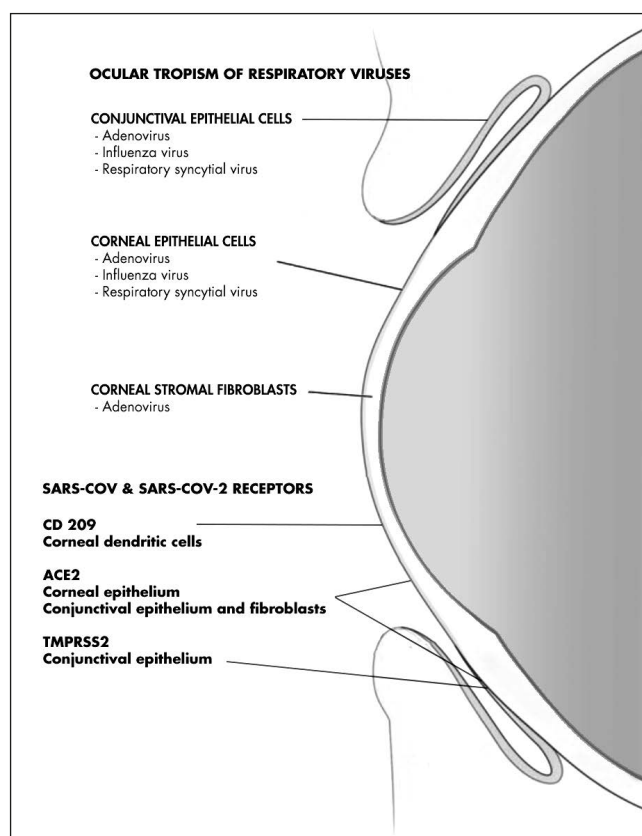 OCULAR TROPISM OF RESPIRATORY VIRUSES
CONJUNCTIVAL EPITHELIAL CELLS
- Adenovirus
- Influenza virus
- Respiratory syncytial virus
CORNEAL EPITHELIAL CELLS
- Adenovirus
- Influenza virus
- Respiratory syncytial virus
CORNEAL STROMAL FIBROBLASTS
- Adenovirus
SARS-COV & SARS-COV-2 RECEPTORS
CD 209
Corneal dendritic cells
ACE2
Corneal epithelium
Conjunctival epithelium and fibroblasts
TMPRSS2
Conjunctival epithelium